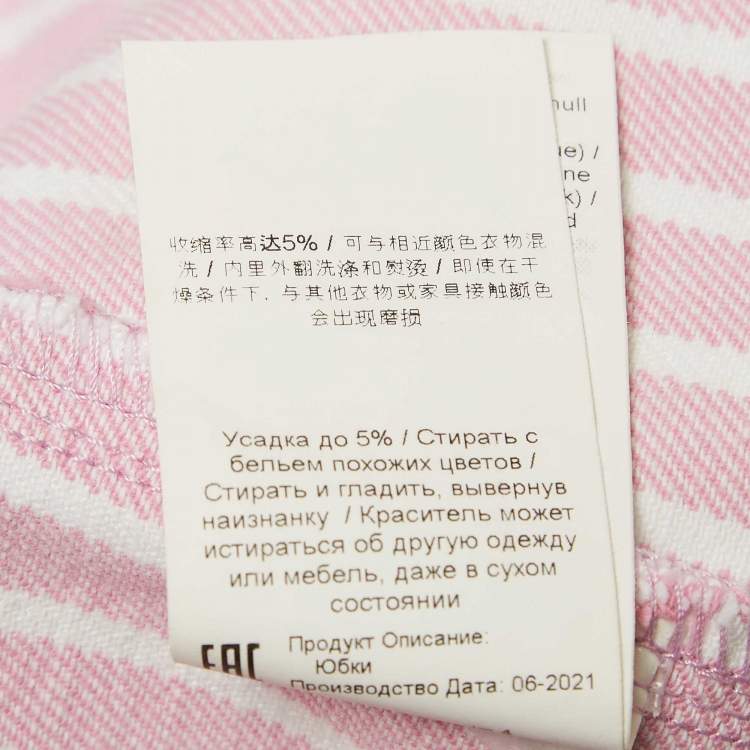 收缩率高达5% / 可与相近颜色衣物混
洗 / 内里外翻洗涤和熨烫 / 即使在干
燥条件下，与其他衣物或家具接触颜色
会出现磨损
Усадка до 5% / Стирать с
бельем похожих цветов /
Стирать и гладить, вывернув
наизнанку / Краситель может
истираться об другую одежду
или мебель, даже в сухом
состоянии
EAC
Продукт Описание:
Юбки
Производство Дата: 06-2021